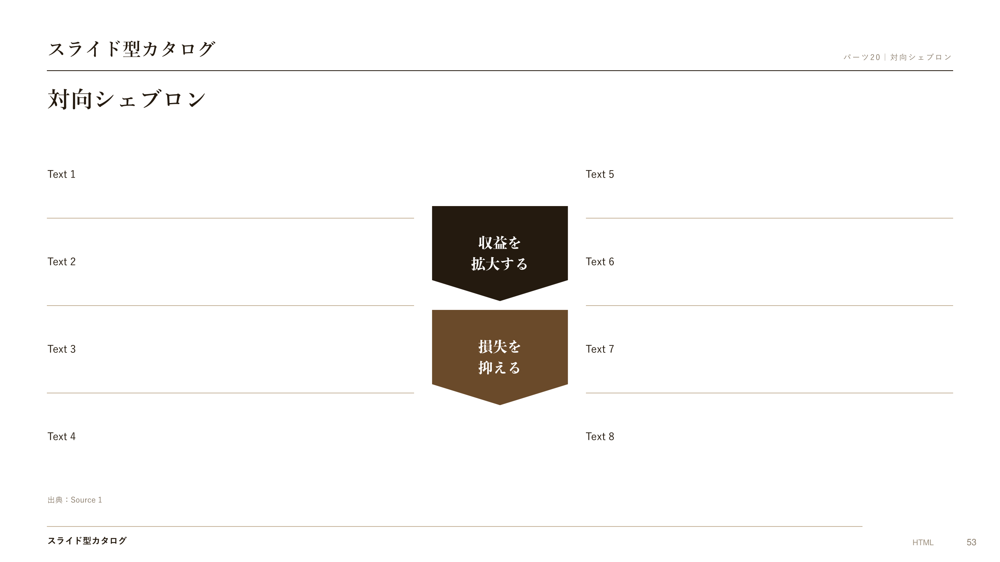 スライド型カタログ
パーツ20｜対向シェブロン
対向シェブロン
Text 1
Text 2
Text 3
Text 4
収益を
拡大する
損失を
抑える
Text 5
Text 6
Text 7
Text 8
出典：Source 1
スライド型カタログ
HTML
53